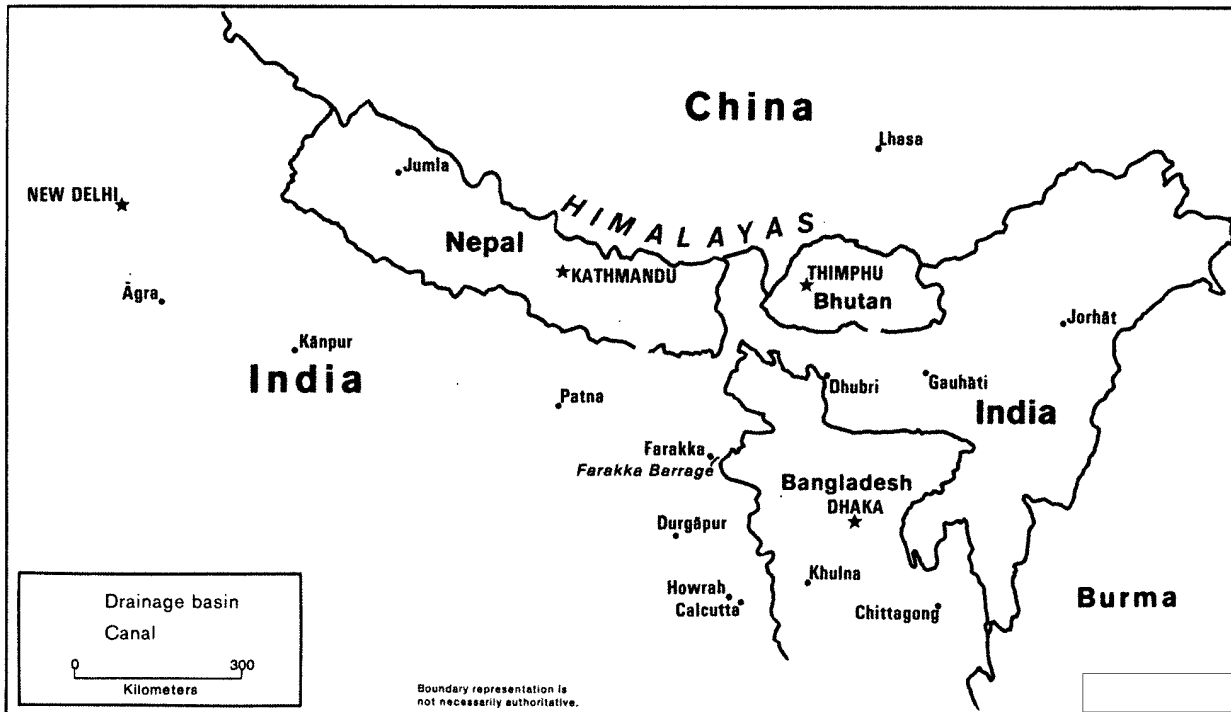 China
Lhasa
Jumla
NEW DELHI
HIMALAYAS
Nepal
KATHMANDU
THIMPHU
Bhutan
Āgra
Jorhāt
Kānpur
India
Dhubri
Gauhāti
Patna
India
Farakka
Farakka Barrage
Bangladesh
DHAKA
Durgāpur
Khulna
Howrah
Calcutta
Chittagong
Burma
Drainage basin
Canal
0 300
Kilometers
Boundary representation is
not necessarily authoritative.